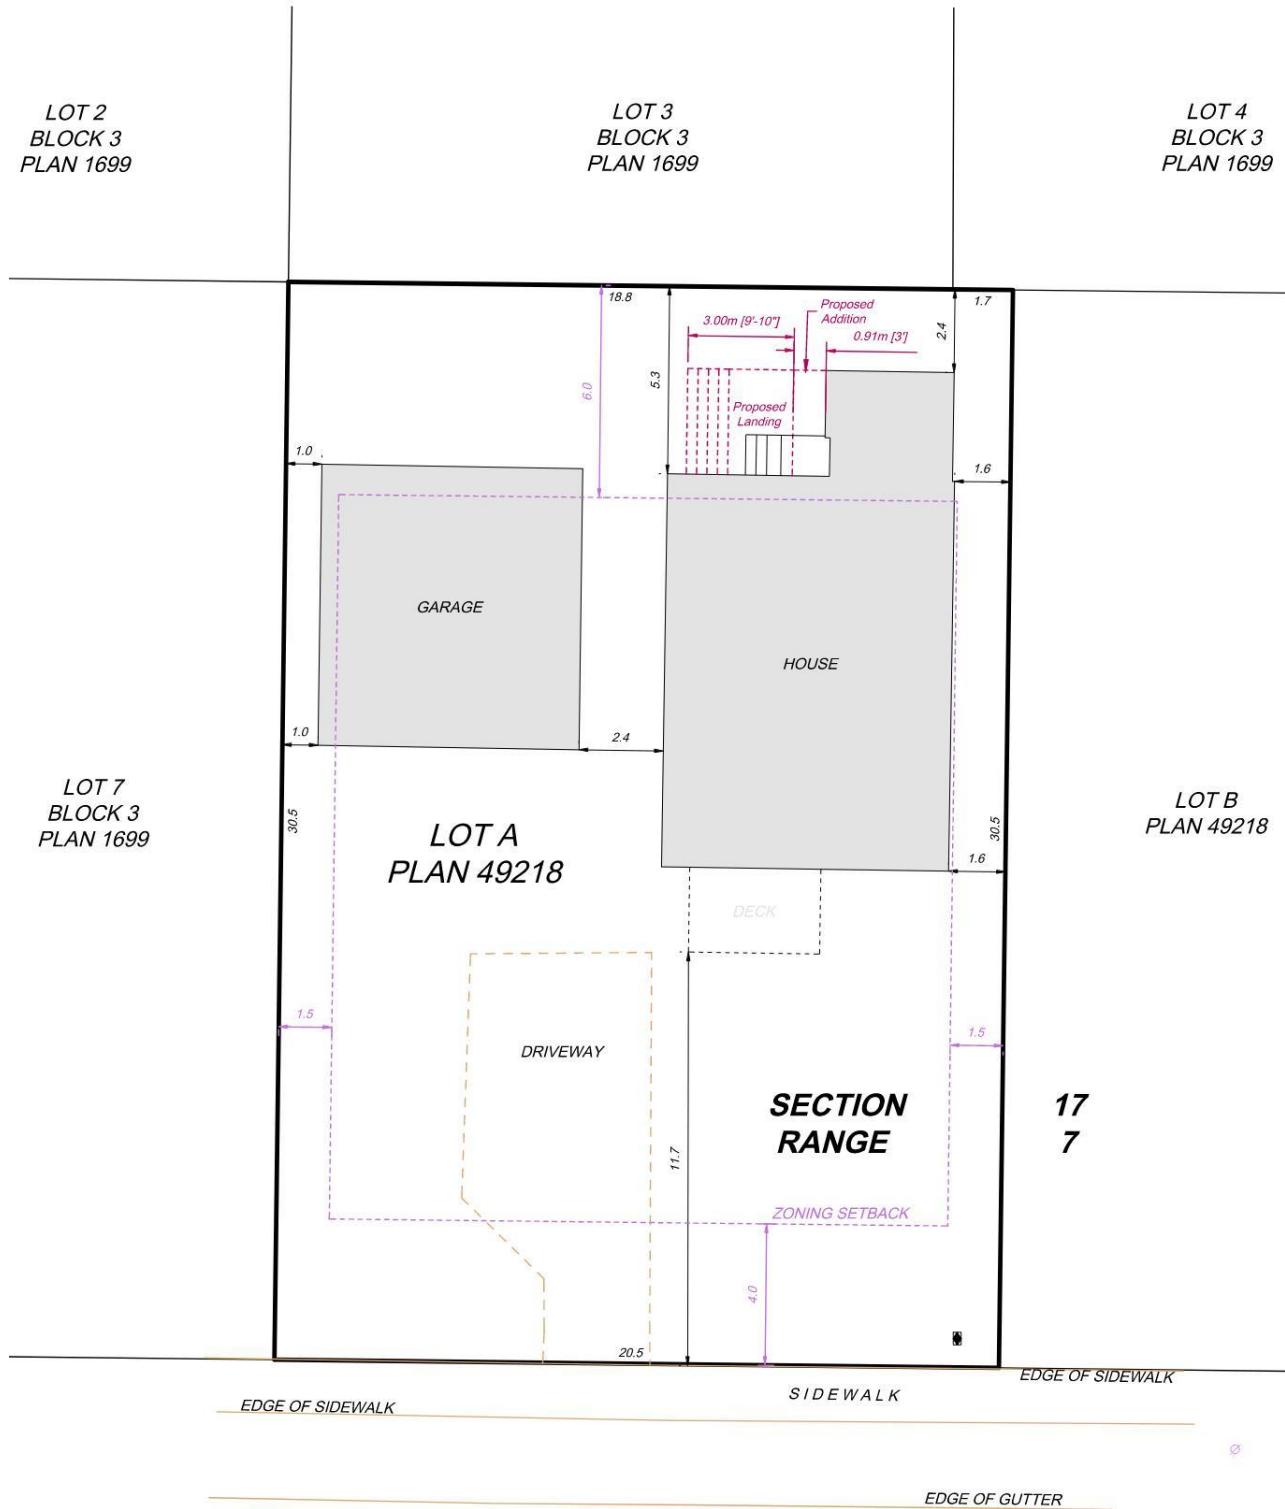 LOT 2
BLOCK 3
PLAN 1699
LOT 3
BLOCK 3
PLAN 1699
LOT 4
BLOCK 3
PLAN 1699
18.8
1.7
Proposed
Addition
3.00m [9'-10"]
0.91m [3']
2.4
5.3
6.0
Proposed
Landing
1.0
1.6
GARAGE
HOUSE
1.0
2.4
LOT 7
BLOCK 3
PLAN 1699
30.5
LOT A
PLAN 49218
30.5
LOT B
PLAN 49218
1.6
DECK
1.5
1.5
DRIVEWAY
SECTION 17
RANGE 7
11.7
ZONING SETBACK
4.0
20.5
SIDEWALK
EDGE OF SIDEWALK
EDGE OF SIDEWALK
EDGE OF GUTTER